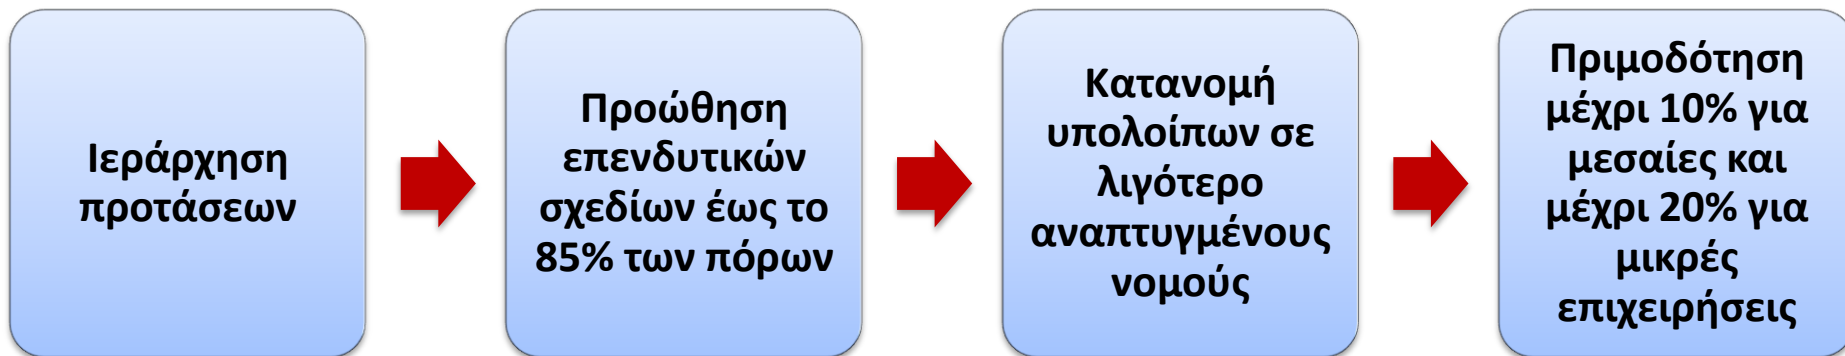 Ιεράρχηση
προτάσεων
Προώθηση
επενδυτικών
σχεδίων έως το
85% των πόρων
Κατανομή
υπολοίπων σε
λιγότερο
αναπτυγμένους
νομούς
Πριμοδότηση
μέχρι 10% για
μεσαίες και
μέχρι 20% για
μικρές
επιχειρήσεις